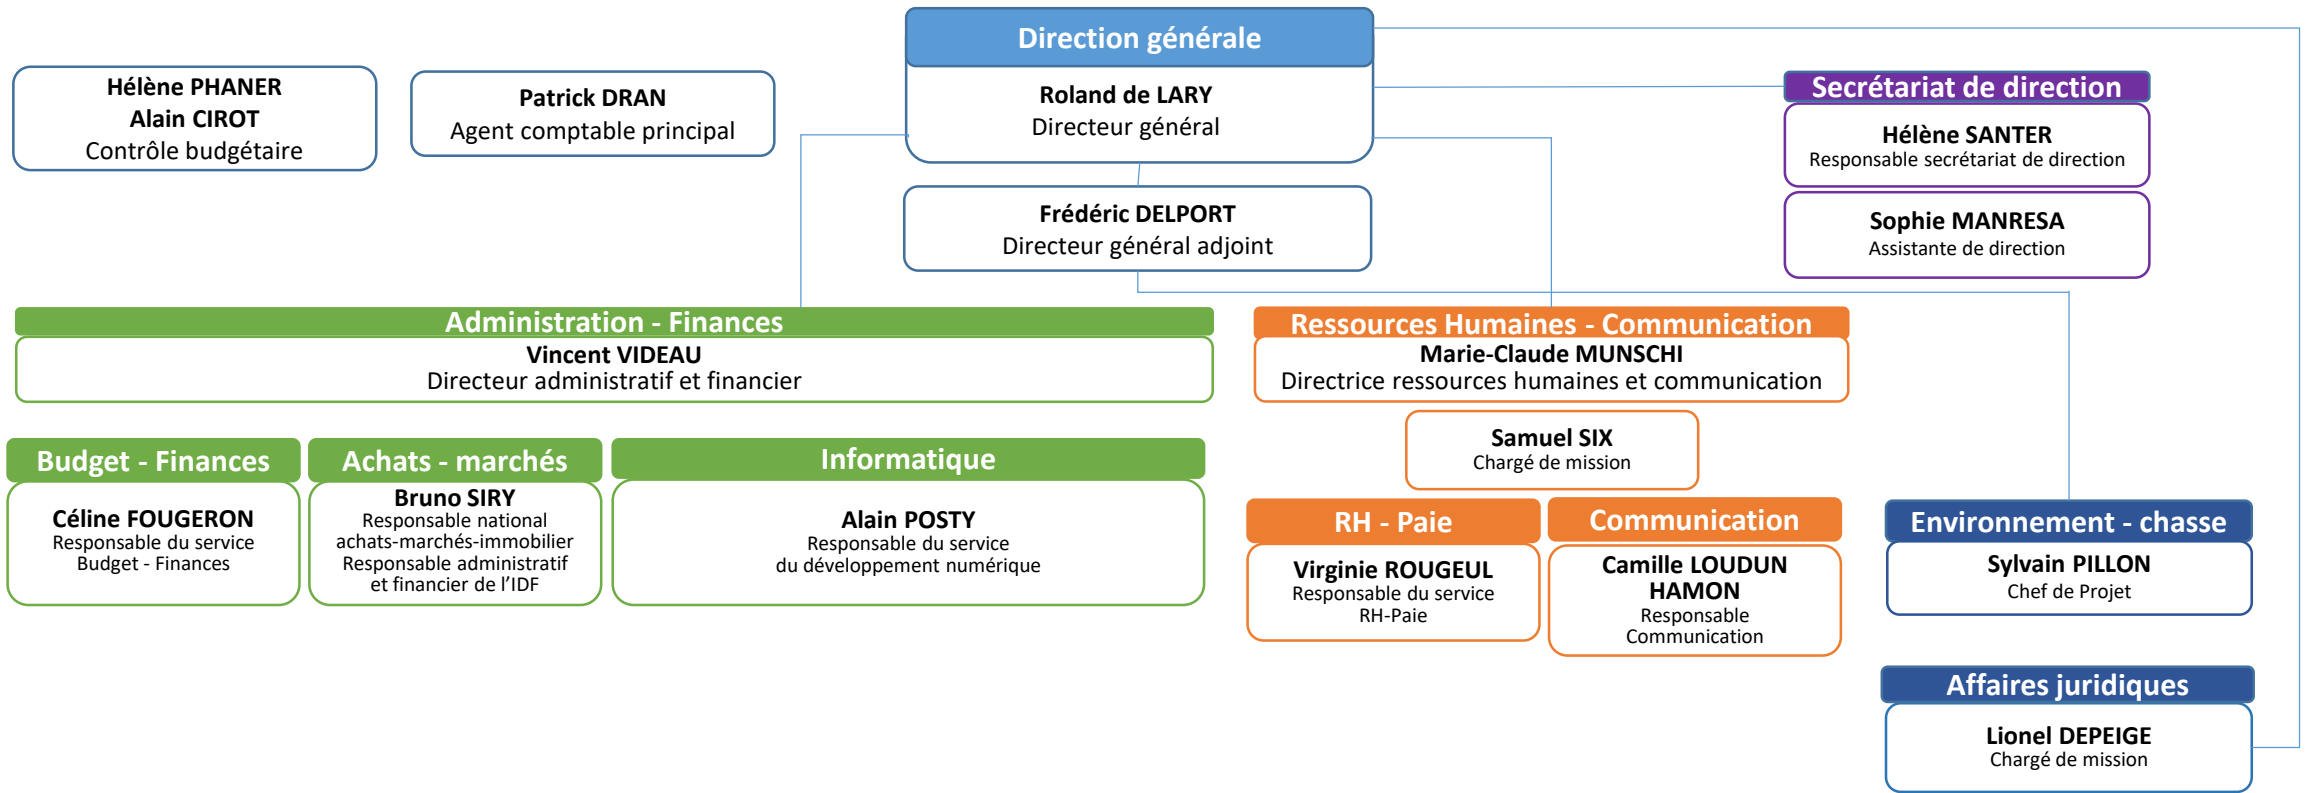 Direction générale
Roland de LARY
Directeur général
Hélène PHANER
Alain CIROT
Contrôle budgétaire
Patrick DRAN
Agent comptable principal
Secrétariat de direction
Hélène SANTER
Responsable secrétariat de direction
Sophie MANRESA
Assistante de direction
Frédéric DELPORT
Directeur général adjoint
Administration - Finances
Vincent VIDEAU
Directeur administratif et financier
Ressources Humaines - Communication
Marie-Claude MUNSCHI
Directrice ressources humaines et communication
Samuel SIX
Chargé de mission
Budget - Finances
Céline FOUGERON
Responsable du service
Budget - Finances
Achats - marchés
Bruno SIRY
Responsable national
achats-marchés-immobilier
Responsable administratif
et financier de l’IDF
Informatique
Alain POSTY
Responsable du service
du développement numérique
RH - Paie
Virginie ROUGEUL
Responsable du service
RH-Paie
Communication
Camille LOUDUN
HAMON
Responsable
Communication
Environnement - chasse
Sylvain PILLON
Chef de Projet
Affaires juridiques
Lionel DEPEIGE
Chargé de mission